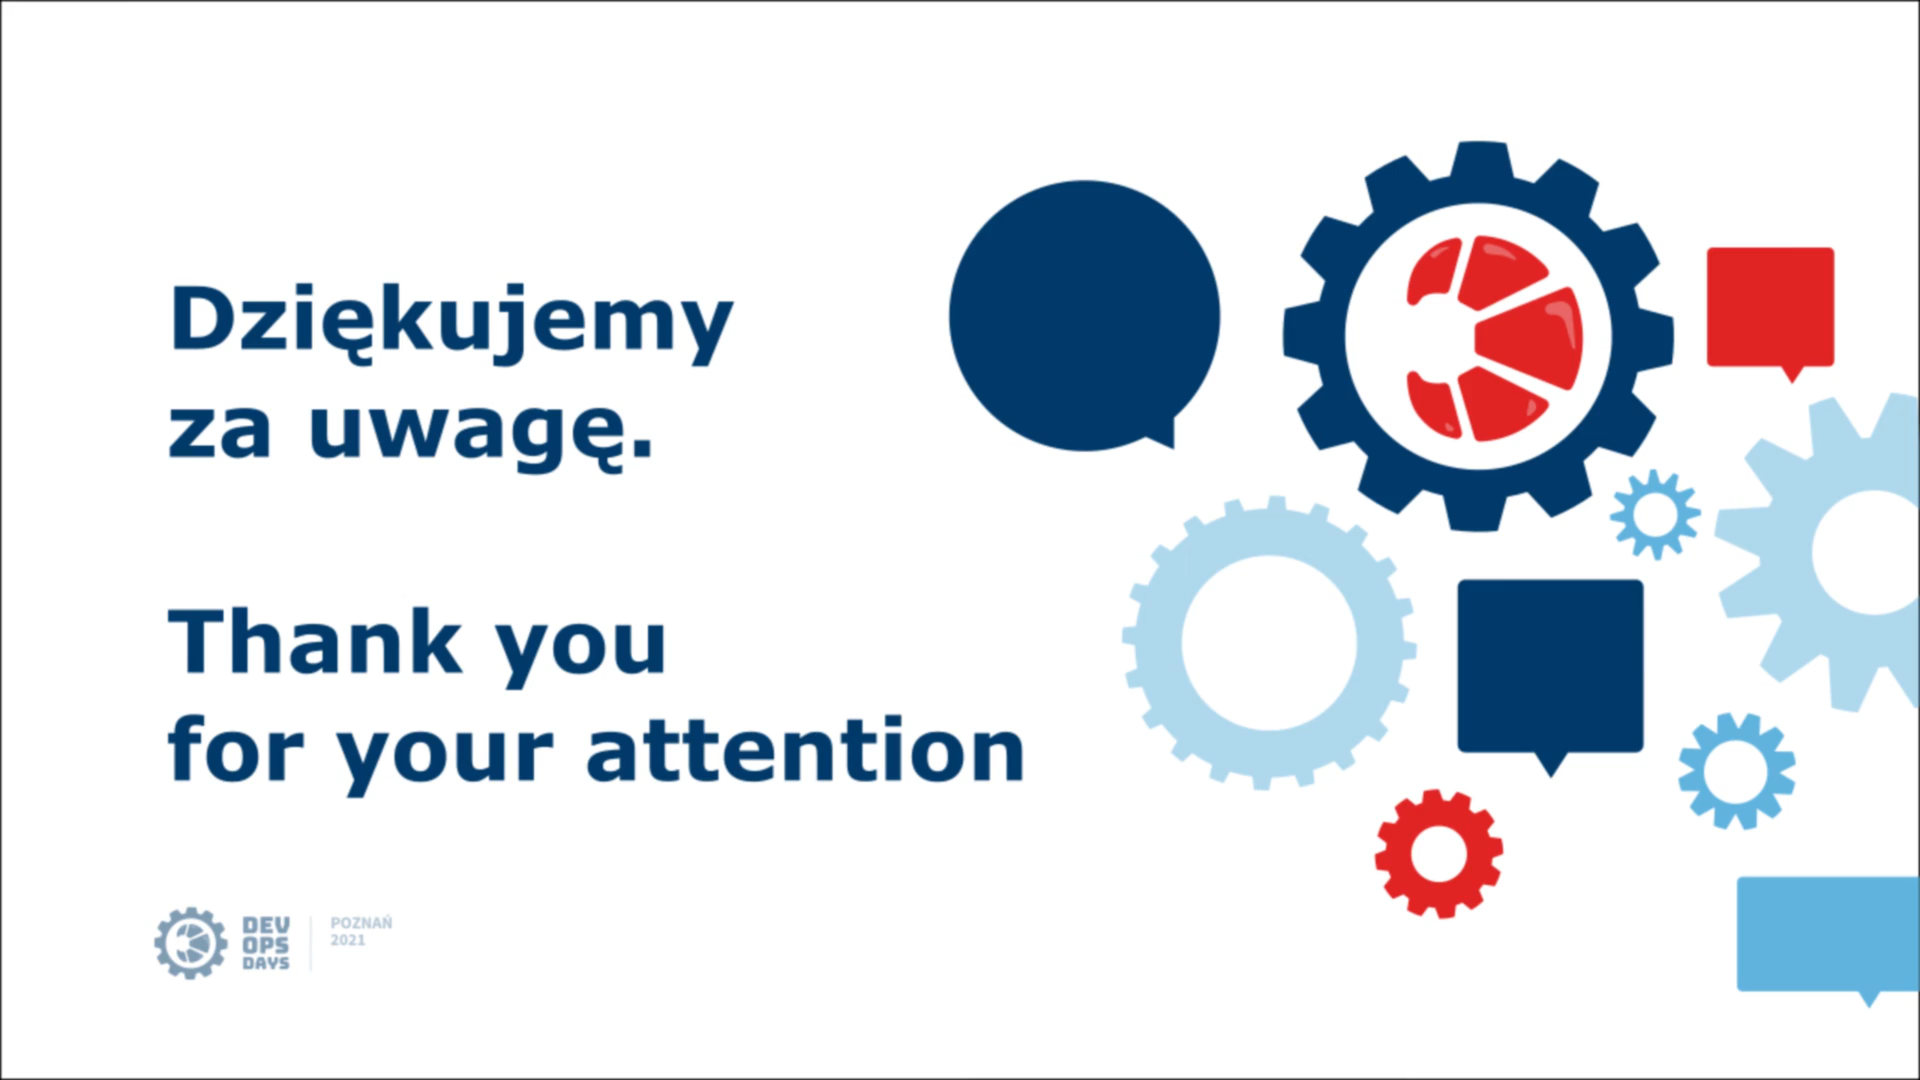 Dziękujemy
za uwagę.
Thank you
for your attention
DEV
OPS
DAYS
POZNAŃ
2021